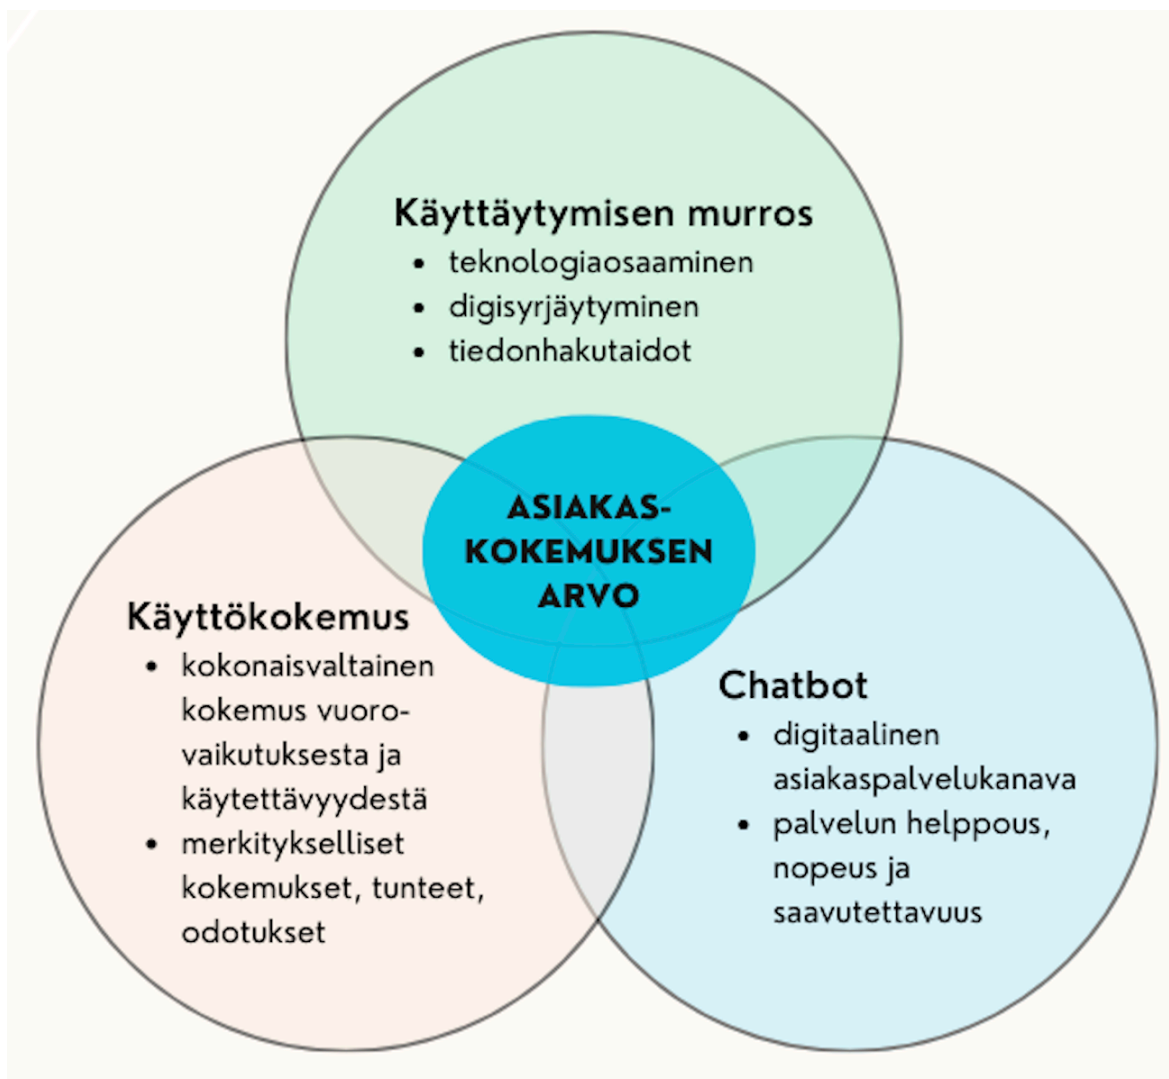 Käyttäytymisen murros
• teknologiaosaaminen
• digisyrjäytyminen
• tiedonhakutaidot
ASIAKAS-
KOKEMUKSEN
ARVO
Käyttökokemus
• kokonaisvaltainen
kokemus vuoro-
vaikutuksesta ja
käytettävyydestä
• merkitykselliset
kokemukset, tunteet,
odotukset
Chatbot
• digitaalinen
asiakaspalvelukanava
• palvelun helppous,
nopeus ja
saavutettavuus